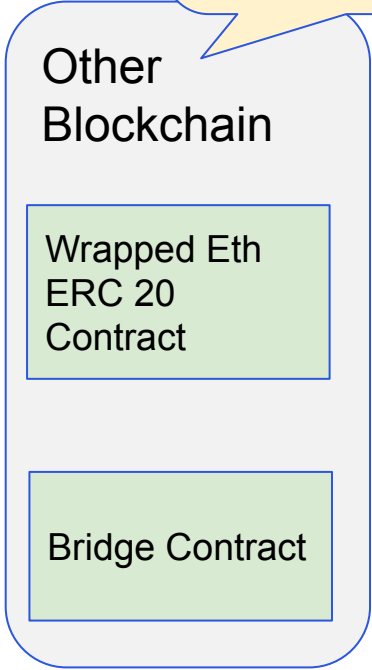 Other
Blockchain
Wrapped Eth
ERC 20
Contract
Bridge Contract